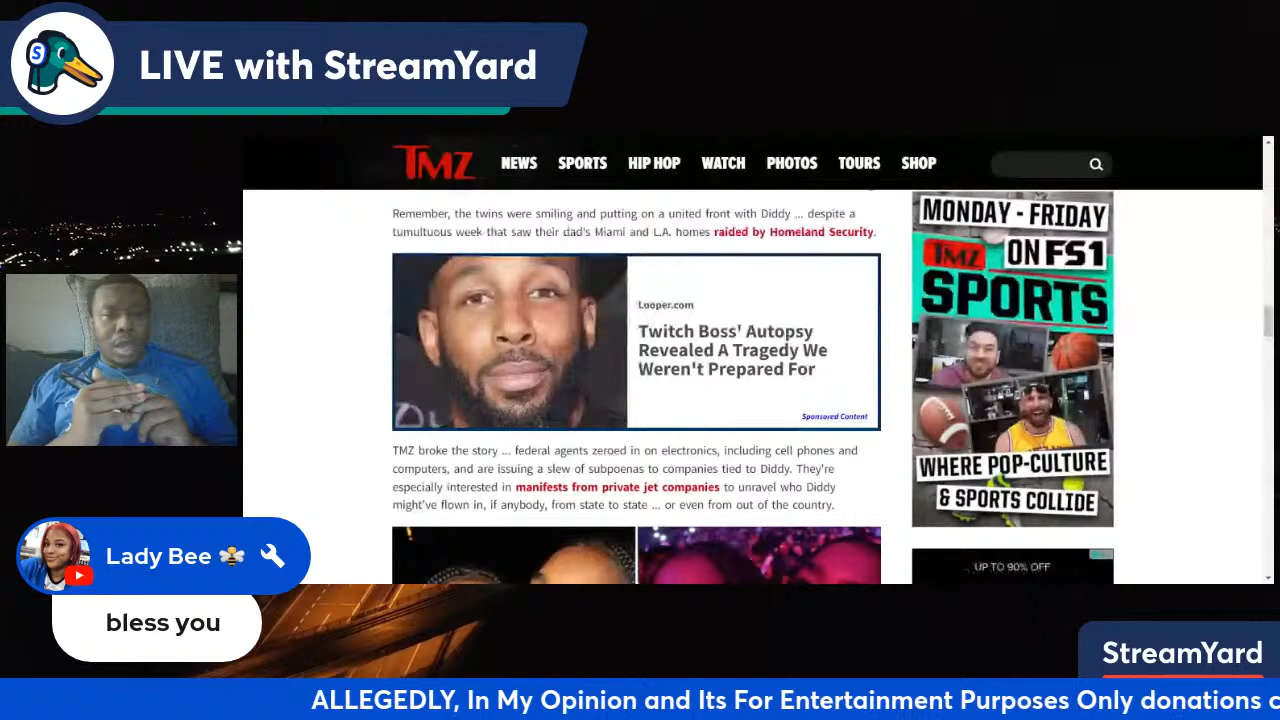 S
LIVE with StreamYard
TMZ
NEWS SPORTS HIP HOP WATCH PHOTOS TOURS SHOP
Remember, the twins were smiling and putting on a united front with Diddy ... despite a
tumultuous week that saw their dad's Miami and L.A. homes raided by Homeland Security.
Looper.com
Twitch Boss' Autopsy
Revealed A Tragedy We
Weren't Prepared For
Sponsored Content
TMZ broke the story ... federal agents zeroed in on electronics, including cell phones and
computers, and are issuing a slew of subpoenas to companies tied to Diddy. They're
especially interested in manifests from private jet companies to unravel who Diddy
might've flown in, if anybody, from state to state ... or even from out of the country.
MONDAY - FRIDAY
TMZ ON FS1
SPORTS
WHERE POP-CULTURE
& SPORTS COLLIDE
UP TO 90% OFF
Lady Bee 🐝
bless you
StreamYard
ALLEGEDLY, In My Opinion and Its For Entertainment Purposes Only donations